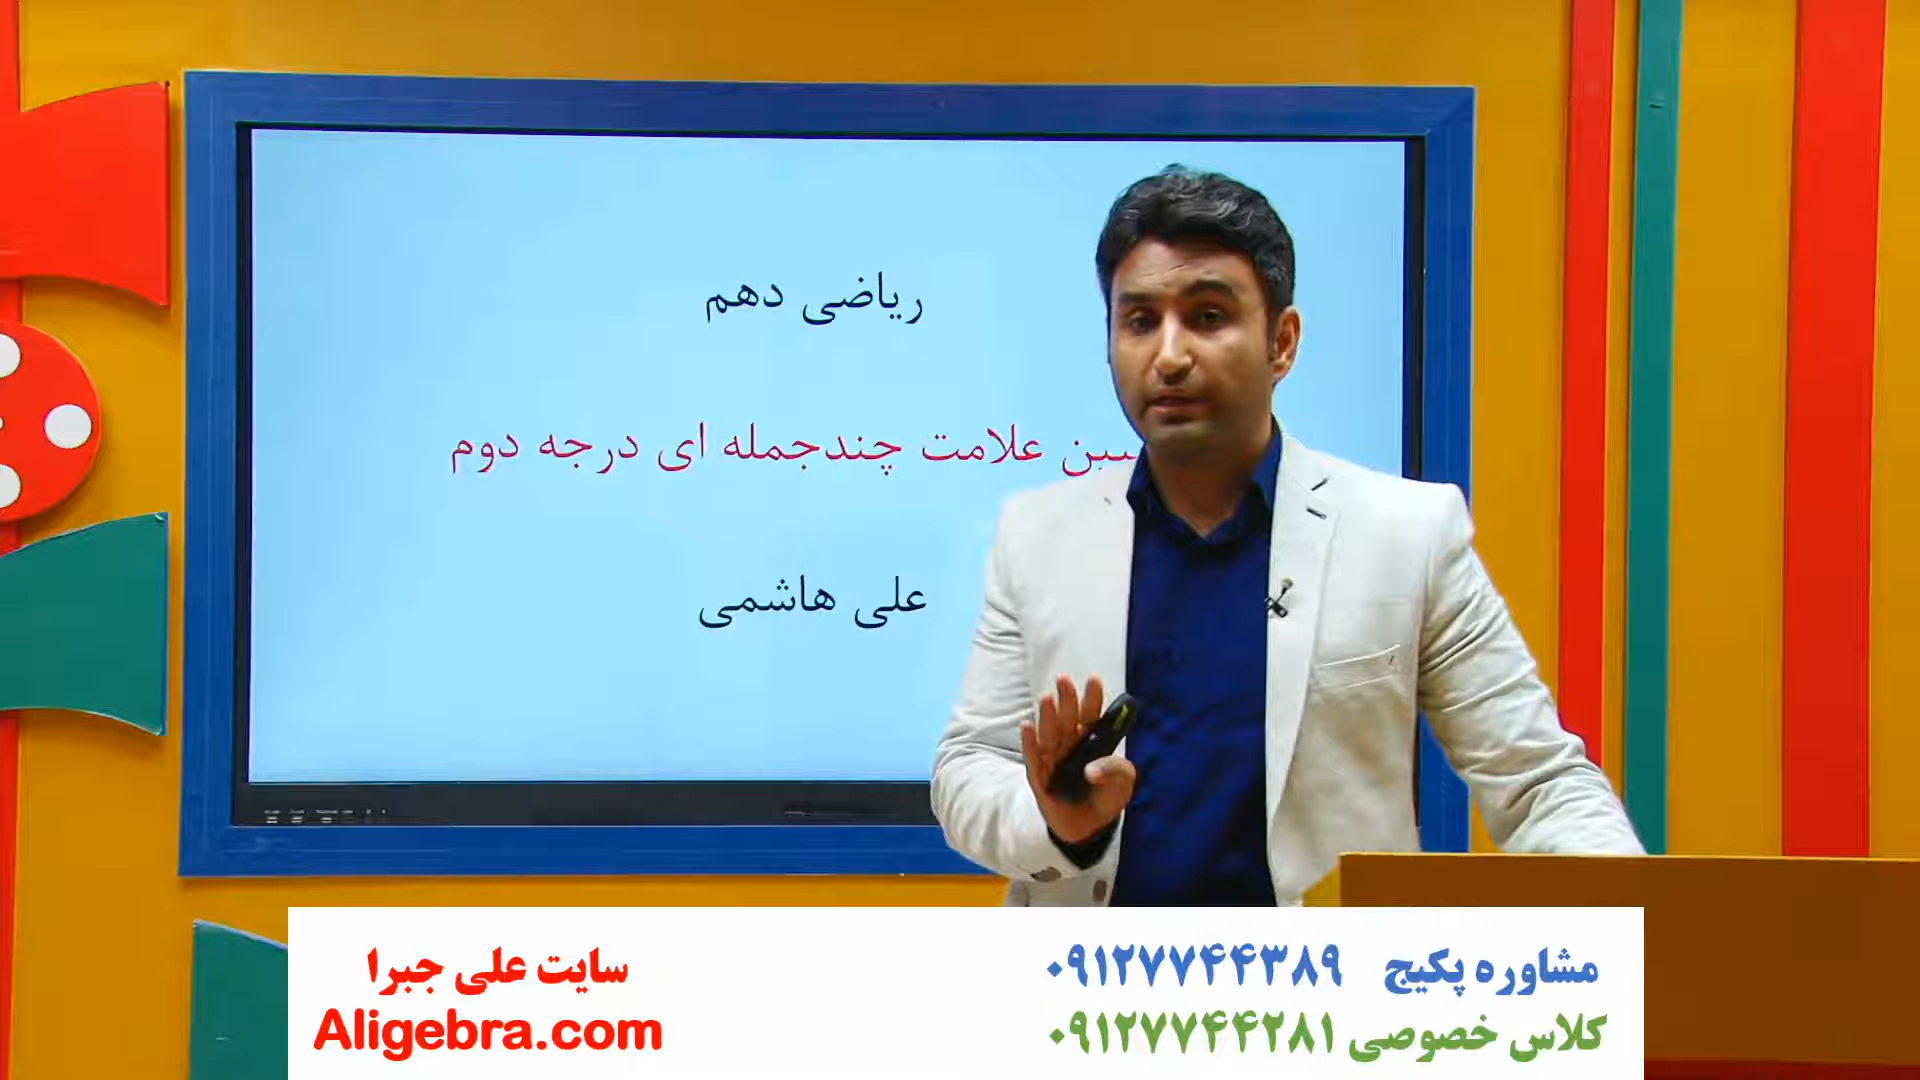 ریاضی دهم
علامت چندجمله ای درجه دوم
علی هاشمی
سایت علی جبرا
Aligebra.com
مشاوره پکیج ۰۹۱۲۷۷۴۴۳۸۹
کلاس خصوصی ۰۹۱۲۷۷۴۴۲۸۱